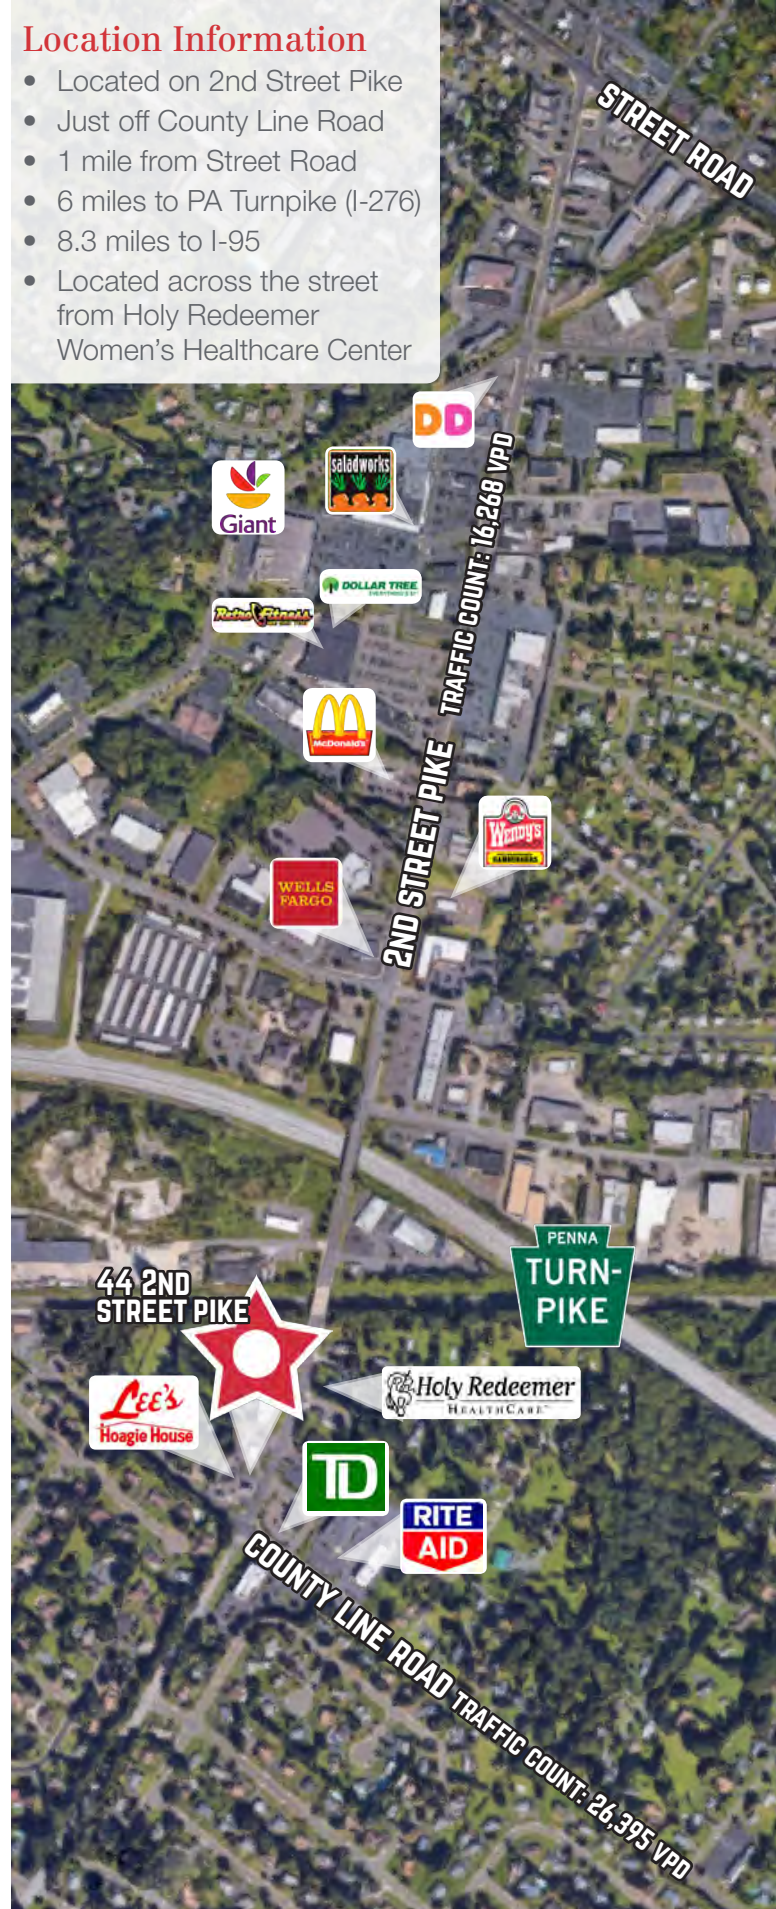 Location Information
• Located on 2nd Street Pike
• Just off County Line Road
• 1 mile from Street Road
• 6 miles to PA Turnpike (I-276)
• 8.3 miles to I-95
• Located across the street
from Holy Redeemer
Women's Healthcare Center
STREET ROAD
DD
saladworks
Giant
TRAFFIC COUNT: 16,268 VPD
DOLLAR TREE
Retro Fitness
McDonald's
2ND STREET PIKE
WENDY'S
HAMBURGERS
WELLS
FARGO
PENNA
TURN-
PIKE
44 2ND
STREET PIKE
Holy Redeemer
HEALTHCARE
LEE'S
Hoagie House
TD
RITE
AID
COUNTY LINE ROAD TRAFFIC COUNT: 26,395 VPD